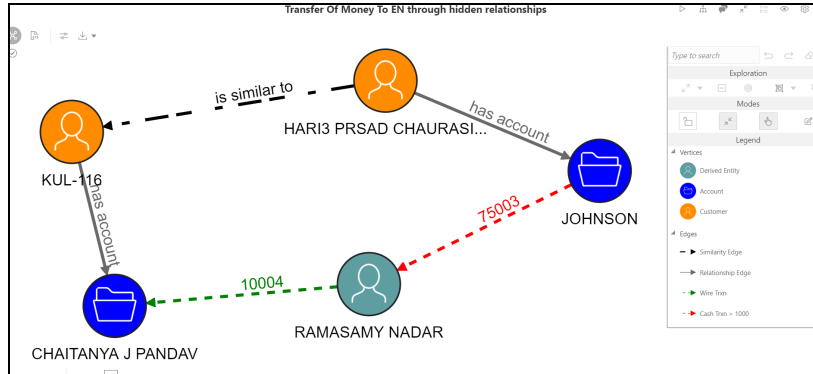 Transfer Of Money To EN through hidden relationships
is similar to
HARI3 PRSAD CHAURASI...
has account
KUL-116
has account
JOHNSON
75003
10004
RAMASAMY NADAR
CHAITANYA J PANDAV
Type to search
Exploration
Modes
Legend
Vertices
Derived Entity
Account
Customer
Edges
Similarity Edge
Relationship Edge
Wire Trxn
Cash Trxn > 1000